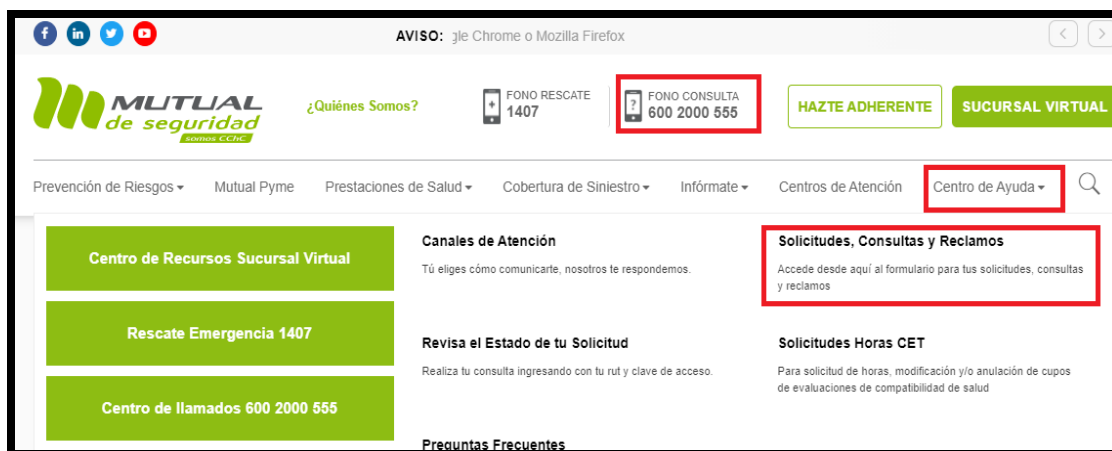 AVISO: gle Chrome o Mozilla Firefox
MUTUAL
de seguridad
somos CChC
¿Quiénes Somos?
FONO RESCATE
1407
FONO CONSULTA
600 2000 555
HAZTE ADHERENTE
SUCURSAL VIRTUAL
Prevención de Riesgos
Mutual Pyme
Prestaciones de Salud
Cobertura de Siniestro
Infórmate
Centros de Atención
Centro de Ayuda
Centro de Recursos Sucursal Virtual
Rescate Emergencia 1407
Centro de llamados 600 2000 555
Canales de Atención
Tú eliges cómo comunicarte, nosotros te respondemos.
Revisa el Estado de tu Solicitud
Realiza tu consulta ingresando con tu rut y clave de acceso.
Preguntas Frecuentes
Solicitudes, Consultas y Reclamos
Accede desde aquí al formulario para tus solicitudes, consultas
y reclamos
Solicitudes Horas CET
Para solicitud de horas, modificación y/o anulación de cupos
de evaluaciones de compatibilidad de salud